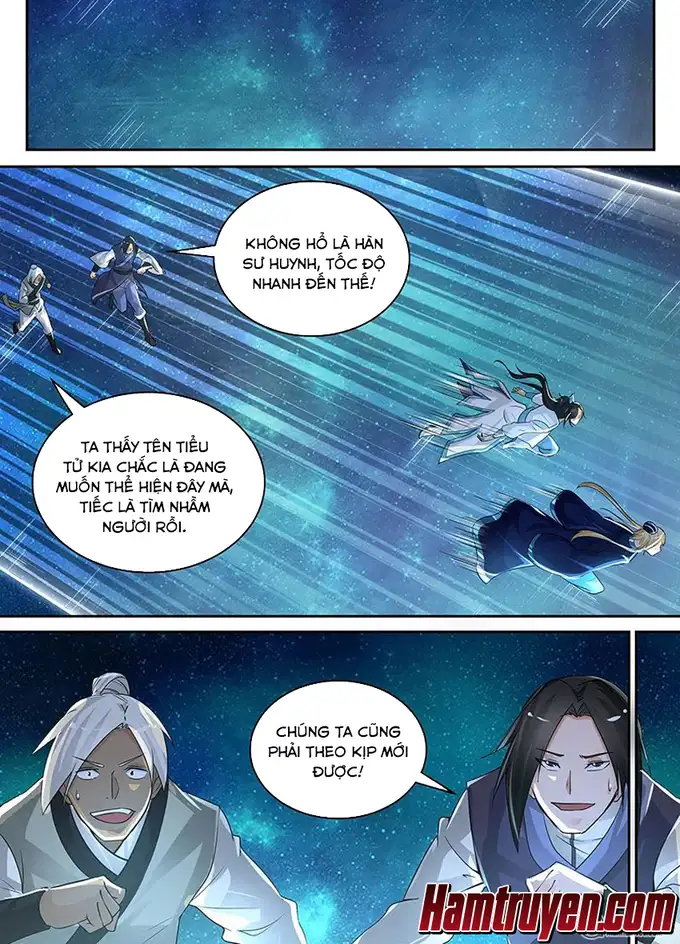 KHÔNG HỔ LÀ HÀN
SƯ HUYNH, TỐC ĐỘ
NHANH ĐẾN THẾ!
TA THẤY TÊN TIỂU
TỬ KIA CHẮC LÀ ĐANG
MUỐN THỂ HIỆN ĐÂY MÀ,
TIẾC LÀ TÌM NHẦM
NGƯỜI RỒI.
CHÚNG TA CŨNG
PHẢI THEO KỊP MỚI
ĐƯỢC!
Hamtruyen.com